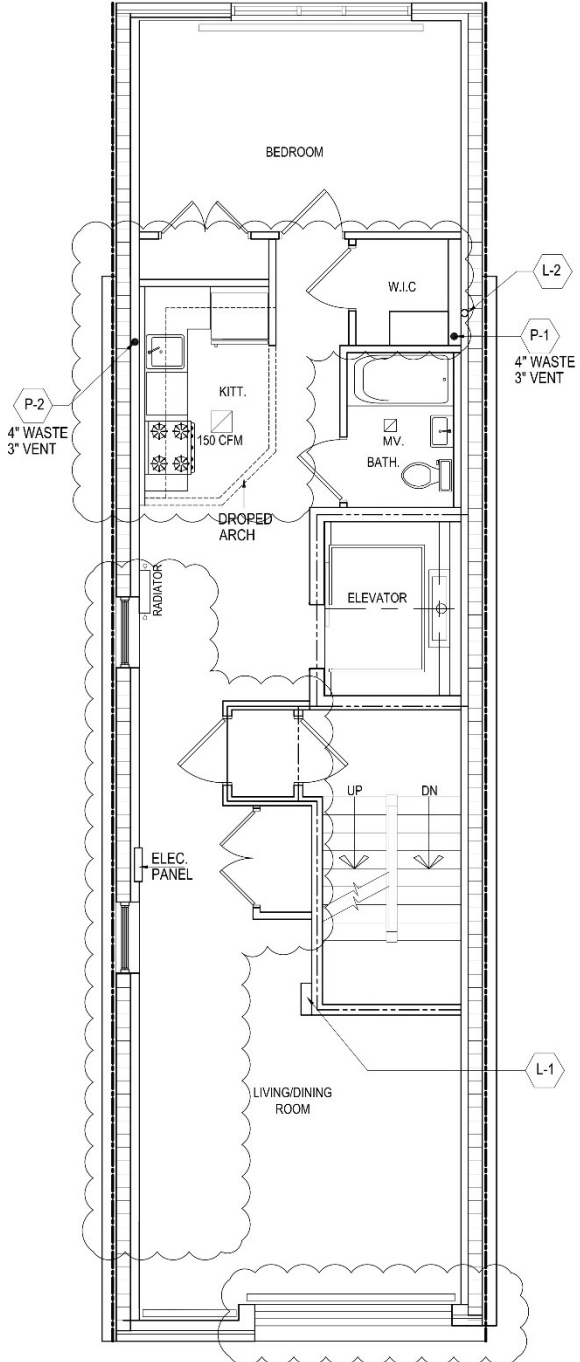 BEDROOM
W.I.C
L-2
P-1
4" WASTE
3" VENT
P-2
4" WASTE
3" VENT
KITT.
150 CFM
MV.
BATH.
DROPED
ARCH
RADIATOR
ELEVATOR
UP
DN
ELEC.
PANEL
L-1
LIVING/DINING
ROOM